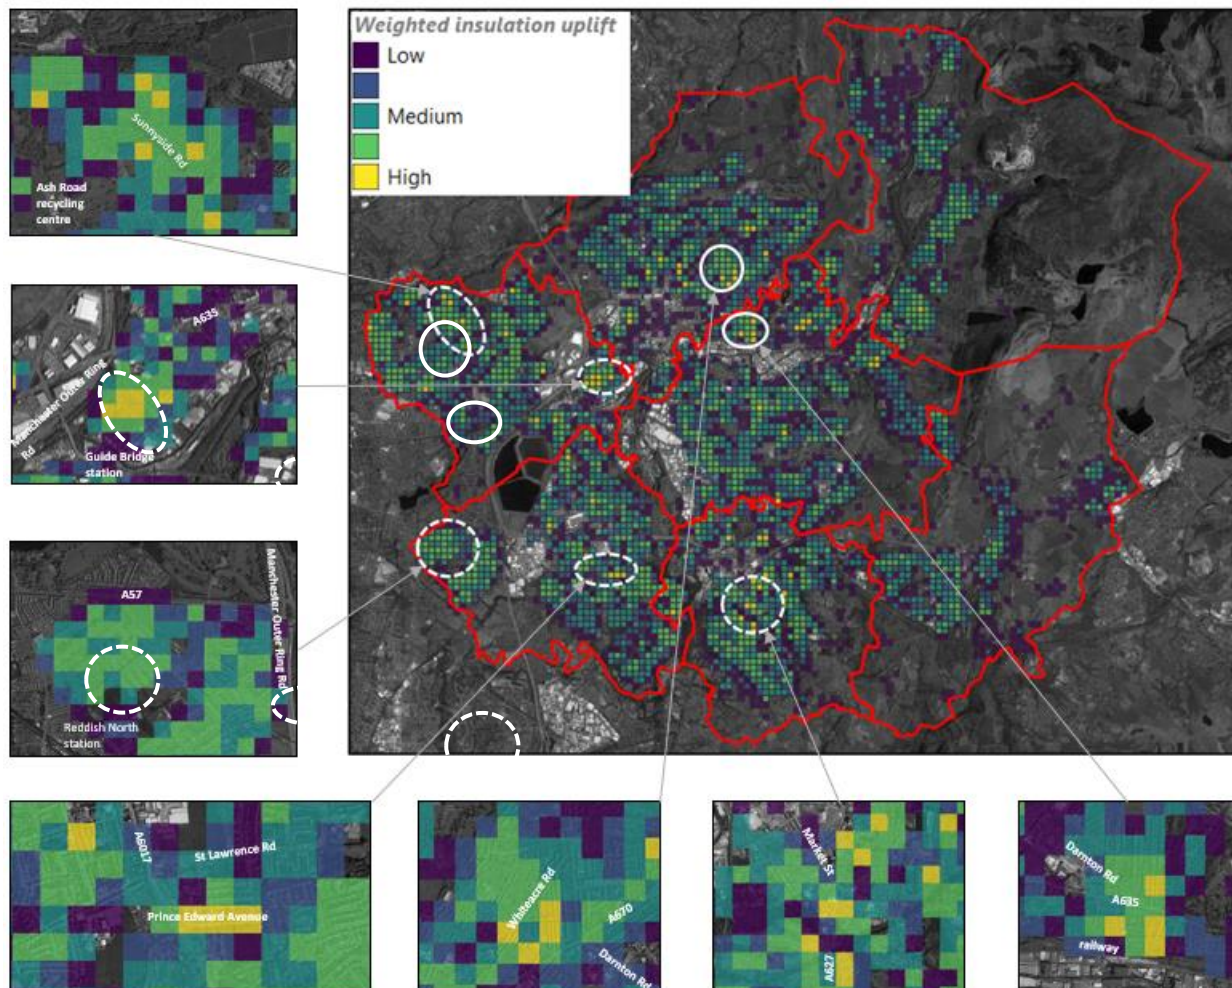 Weighted insulation uplift
Low
Medium
High
Sunnyside Rd
Ash Road
recycling
centre
A635
Manchester Outer Ring
Rd
Guide Bridge
station
A57
Manchester Outer Ring Rd
Reddish North
station
A6017
St Lawrence Rd
Prince Edward Avenue
Whiteacre Rd
A670
Darnton Rd
Market St
A627
Darnton Rd
A635
railway